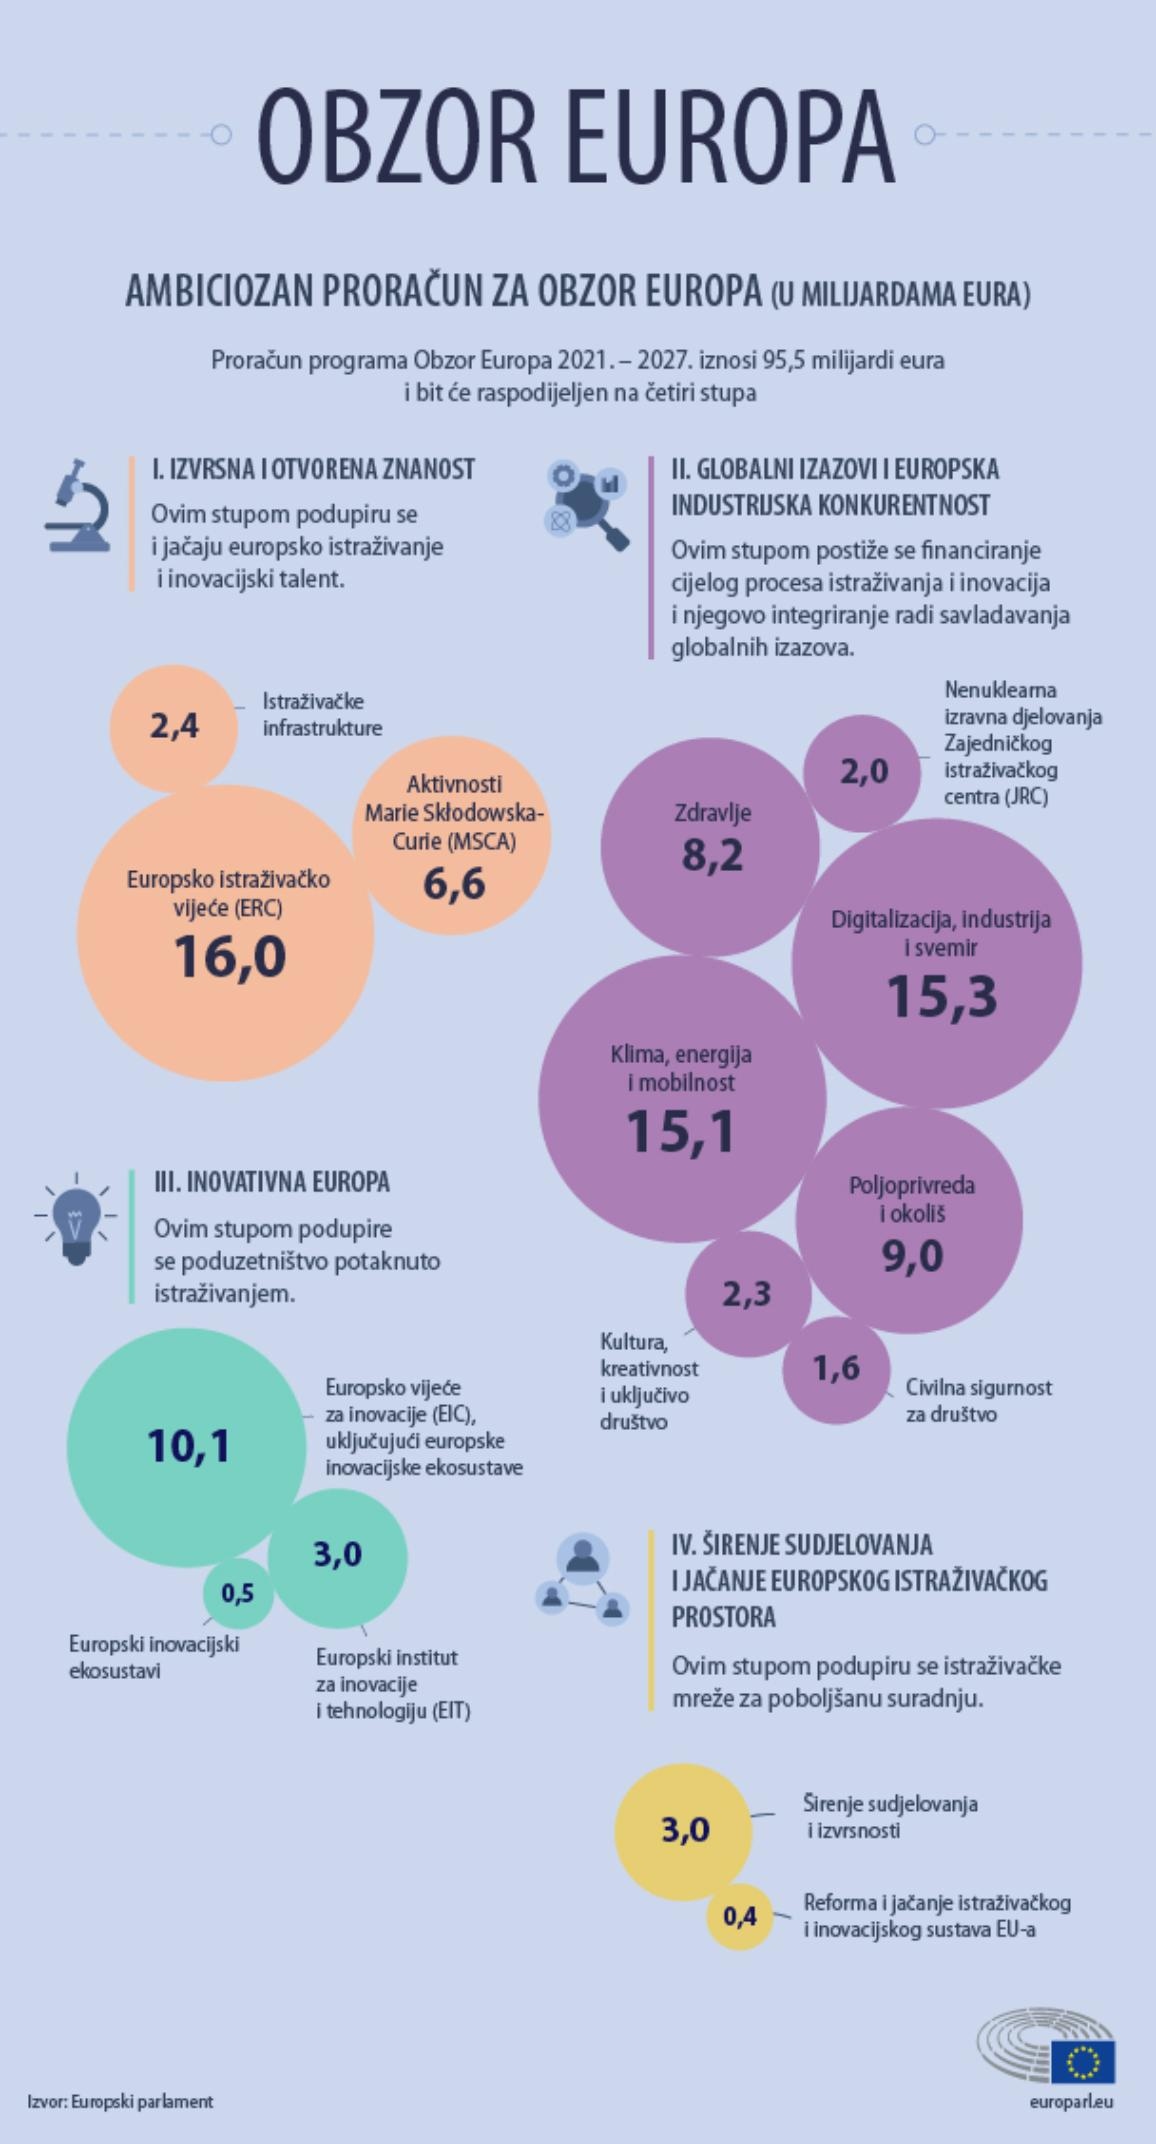 OBZOR EUROPA
AMBICIOZAN PRORAČUN ZA OBZOR EUROPA (U MILIJARDAMA EURA)
Proračun programa Obzor Europa 2021. – 2027. iznosi 95,5 milijardi eura
i bit će raspodijeljen na četiri stupa
I. IZVRSNA I OTVORENA ZNANOST
Ovim stupom podupiru se
i jačaju europsko istraživanje
i inovacijski talent.
II. GLOBALNI IZAZOVI I EUROPSKA
INDUSTRIJSKA KONKURENTNOST
Ovim stupom postiže se financiranje
cijelog procesa istraživanja i inovacija
i njegovo integriranje radi savladavanja
globalnih izazova.
2,4
Istraživačke
infrastrukture
Aktivnosti
Marie Skłodowska-
Curie (MSCA)
6,6
Europsko istraživačko
vijeće (ERC)
16,0
Nenuklearna
izravna djelovanja
Zajedničkog
istraživačkog
centra (JRC)
2,0
Zdravlje
8,2
Digitalizacija, industrija
i svemir
15,3
Klima, energija
i mobilnost
15,1
Poljoprivreda
i okoliš
9,0
2,3
Kultura,
kreativnost
i uključivo
društvo
1,6
Civilna sigurnost
za društvo
III. INOVATIVNA EUROPA
Ovim stupom podupire
se poduzetništvo potaknuto
istraživanjem.
10,1
Europsko vijeće
za inovacije (EIC),
uključujući europske
inovacijske ekosustave
3,0
0,5
Europski inovacijski
ekosustavi
Europski institut
za inovacije
i tehnologiju (EIT)
IV. ŠIRENJE SUDJELOVANJA
I JAČANJE EUROPSKOG ISTRAŽIVAČKOG
PROSTORA
Ovim stupom podupiru se istraživačke
mreže za poboljšanu suradnju.
3,0
Širenje sudjelovanja
i izvrsnosti
0,4
Reforma i jačanje istraživačkog
i inovacijskog sustava EU-a
Izvor: Europski parlament
europarl.eu